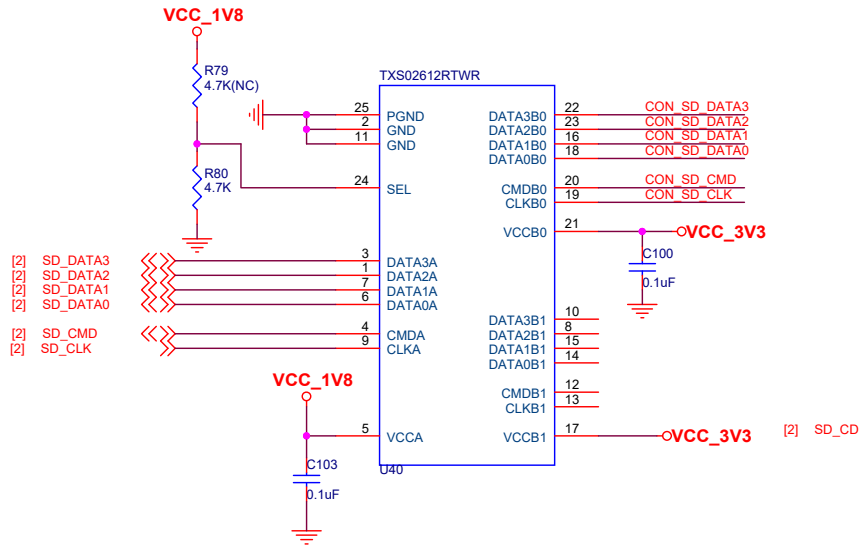 VCC_1V8
R79
4.7K(NC)
TXS02612RTWR
25 PGND DATA3B0 22 CON_SD_DATA3
2 GND DATA2B0 23 CON_SD_DATA2
11 GND DATA1B0 16 CON_SD_DATA1
DATA0B0 18 CON_SD_DATA0
R80
4.7K
24 SEL CMDB0 20 CON_SD_CMD
CLKB0 19 CON_SD_CLK
VCCB0 21 VCC_3V3
C100
0.1uF
[2] SD_DATA3 3 DATA3A
[2] SD_DATA2 1 DATA2A
[2] SD_DATA1 7 DATA1A
[2] SD_DATA0 6 DATA0A
DATA3B1 10
[2] SD_CMD 4 CMDA DATA2B1 8
[2] SD_CLK 9 CLKA DATA1B1 15
DATA0B1 14
VCC_1V8
CMDB1 12
CLKB1 13
5 VCCA VCCB1 17 VCC_3V3 [2] SD_CD
C103
0.1uF
U40